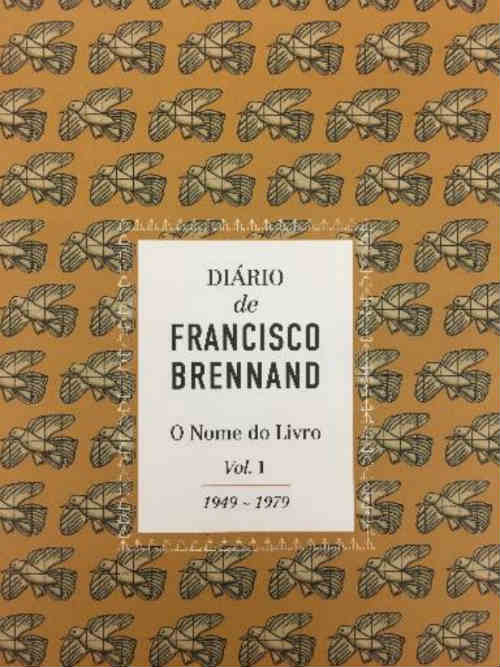 DIÁRIO
de
FRANCISCO
BRENNAND
O Nome do Livro
Vol. 1
1949 ~ 1979